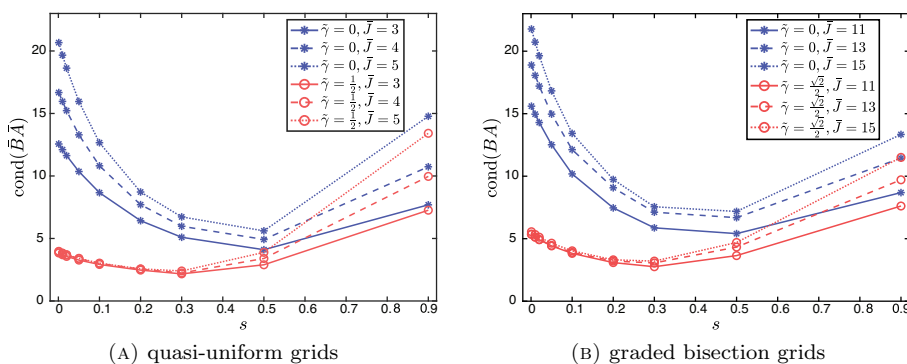 20
15
10
5
0
cond(B̄A)
0 0.1 0.2 0.3 0.4 0.5 0.6 0.7 0.8 0.9
s
γ̃ = 0, J̄ = 3
γ̃ = 0, J̄ = 4
γ̃ = 0, J̄ = 5
γ̃ = 1/2, J̄ = 3
γ̃ = 1/2, J̄ = 4
γ̃ = 1/2, J̄ = 5
(A) quasi-uniform grids
20
15
10
5
0
cond(BA)
0 0.1 0.2 0.3 0.4 0.5 0.6 0.7 0.8 0.9
s
γ̃ = 0, J̄ = 11
γ̃ = 0, J̄ = 13
γ̃ = 0, J̄ = 15
γ̃ = √2/2, J̄ = 11
γ̃ = √2/2, J̄ = 13
γ̃ = √2/2, J̄ = 15
(B) graded bisection grids